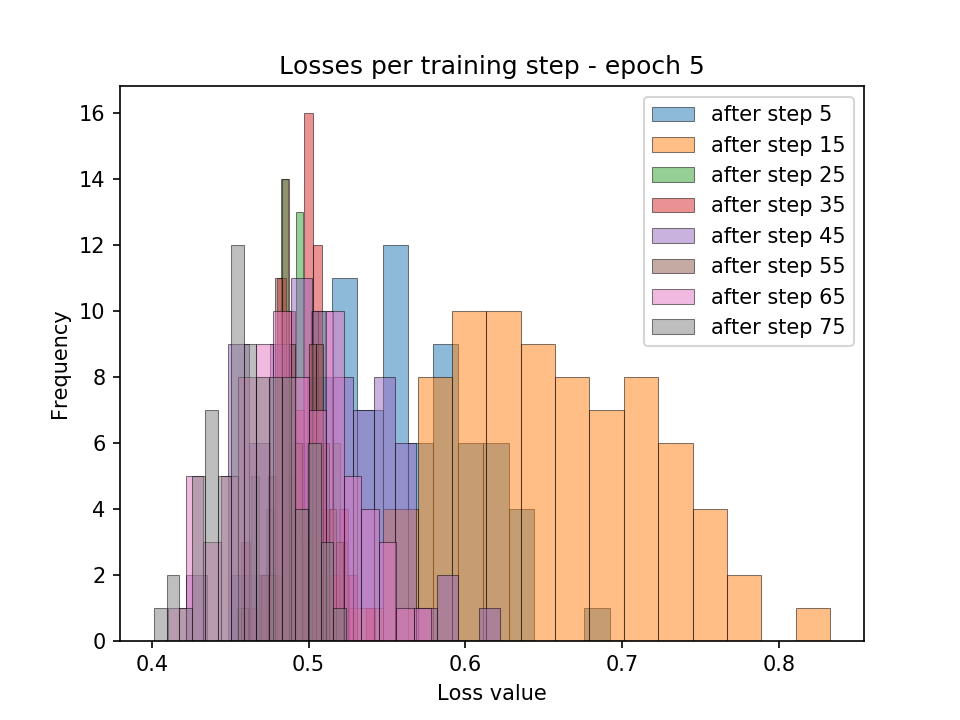 Losses per training step - epoch 5
16
14
12
10
8
6
4
2
0
Frequency
after step 5
after step 15
after step 25
after step 35
after step 45
after step 55
after step 65
after step 75
0.4 0.5 0.6 0.7 0.8
Loss value